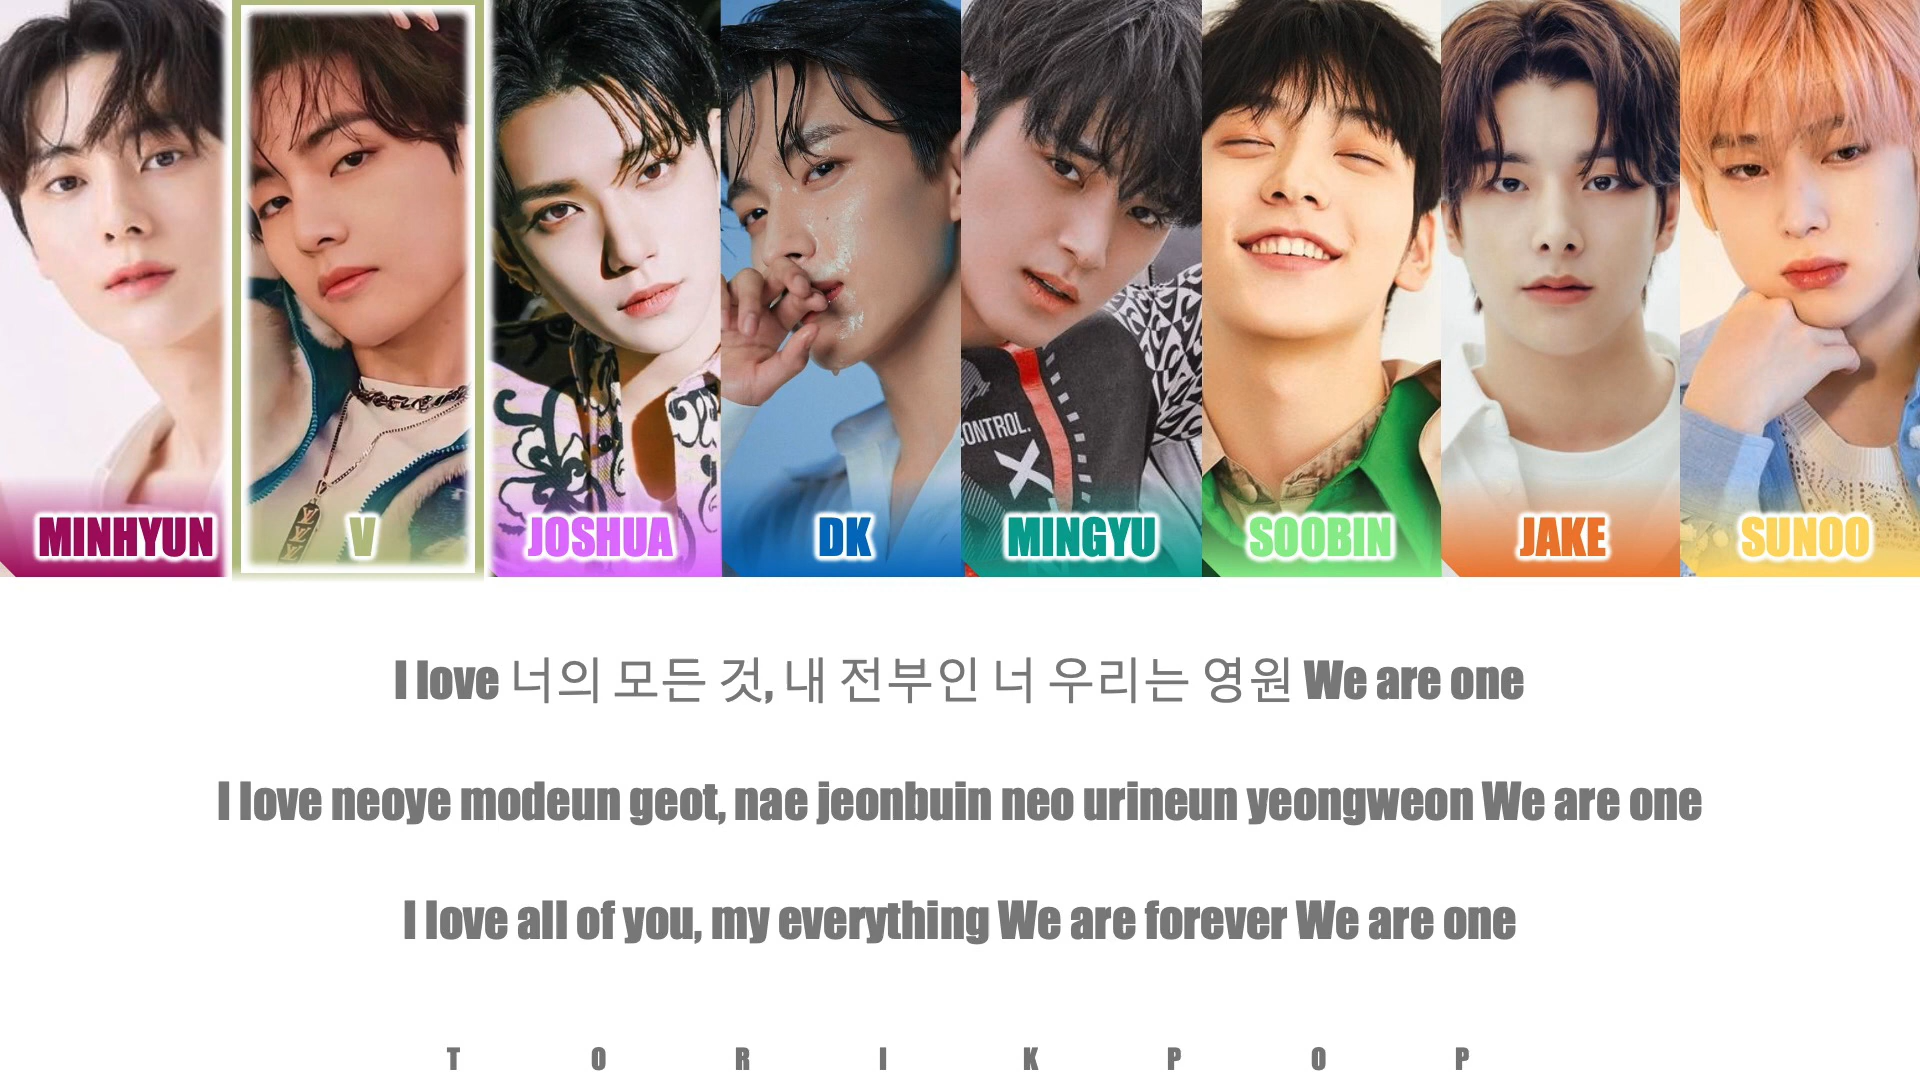 CONTROL.
X
MINHYUN V JOSHUA DK MINGYU SOOBIN JAKE SUNOO
I love 너의 모든 것, 내 전부인 너 우리는 영원 We are one
I love neoye modeun geot, nae jeonbuin neo urineun yeongweon We are one
I love all of you, my everything We are forever We are one
T O R I K P O P